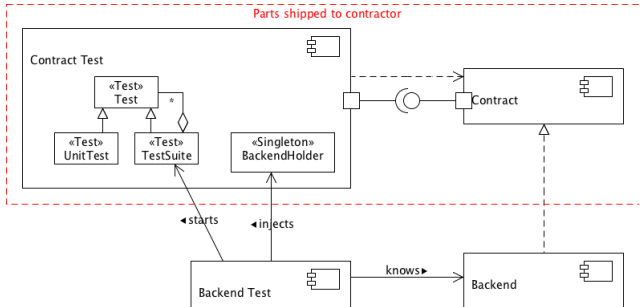 Parts shipped to contractor
Contract Test
«Test»
Test
*
«Test»
UnitTest
«Test»
TestSuite
«Singleton»
BackendHolder
Contract
◄starts
◄injects
knows►
Backend Test
Backend